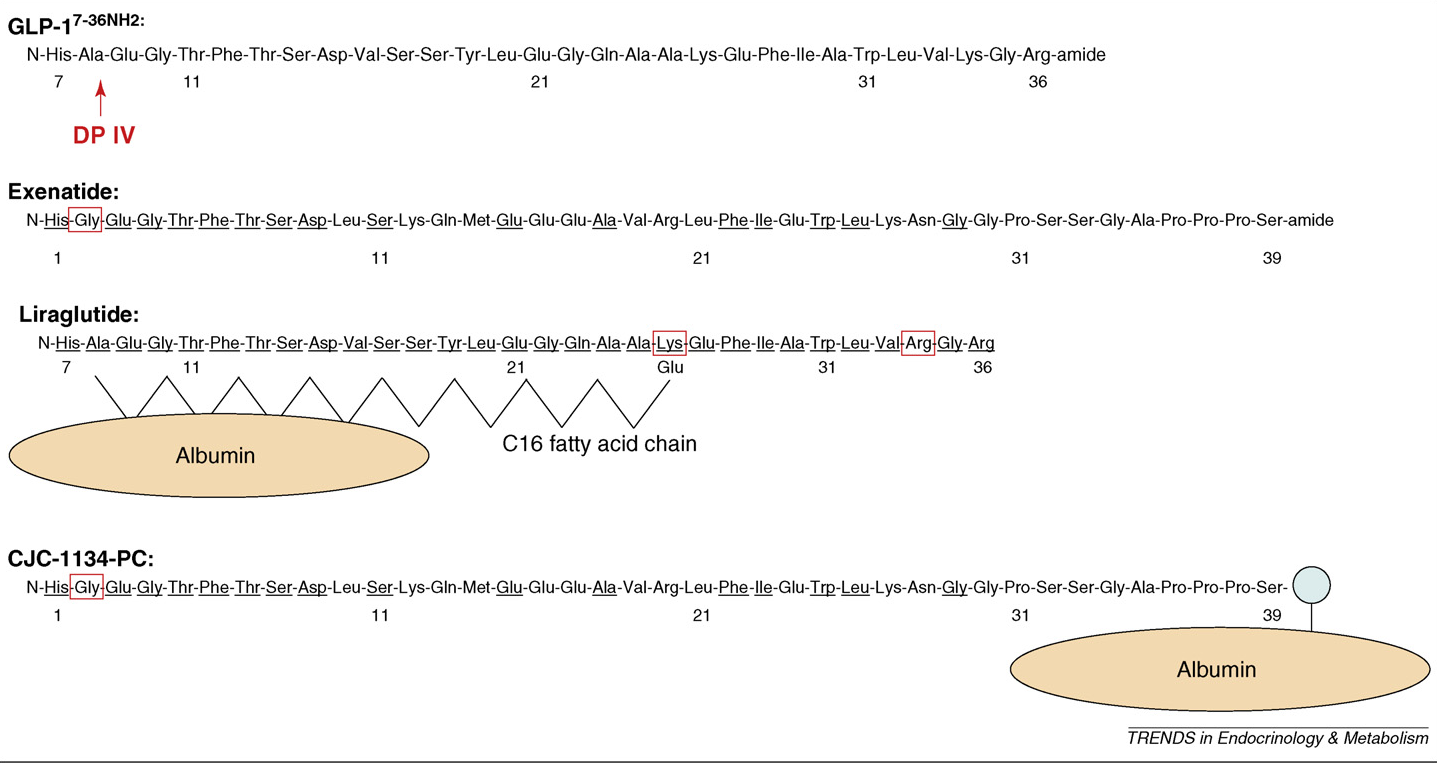 GLP-17-36NH2:
N-His-Ala-Glu-Gly-Thr-Phe-Thr-Ser-Asp-Val-Ser-Ser-Tyr-Leu-Glu-Gly-Gln-Ala-Ala-Lys-Glu-Phe-Ile-Ala-Trp-Leu-Val-Lys-Gly-Arg-amide
7 11 21 31 36
DP IV
Exenatide:
N-His-Gly-Glu-Gly-Thr-Phe-Thr-Ser-Asp-Leu-Ser-Lys-Gln-Met-Glu-Glu-Glu-Ala-Val-Arg-Leu-Phe-Ile-Glu-Trp-Leu-Lys-Asn-Gly-Gly-Pro-Ser-Ser-Gly-Ala-Pro-Pro-Pro-Ser-amide
1 11 21 31 39
Liraglutide:
N-His-Ala-Glu-Gly-Thr-Phe-Thr-Ser-Asp-Val-Ser-Ser-Tyr-Leu-Glu-Gly-Gln-Ala-Ala-Lys-Glu-Phe-Ile-Ala-Trp-Leu-Val-Arg-Gly-Arg
7 11 21 Glu 31 36
C16 fatty acid chain
Albumin
CJC-1134-PC:
N-His-Gly-Glu-Gly-Thr-Phe-Thr-Ser-Asp-Leu-Ser-Lys-Gln-Met-Glu-Glu-Glu-Ala-Val-Arg-Leu-Phe-Ile-Glu-Trp-Leu-Lys-Asn-Gly-Gly-Pro-Ser-Ser-Gly-Ala-Pro-Pro-Pro-Ser-
1 11 21 31 39
Albumin
TRENDS in Endocrinology & Metabolism